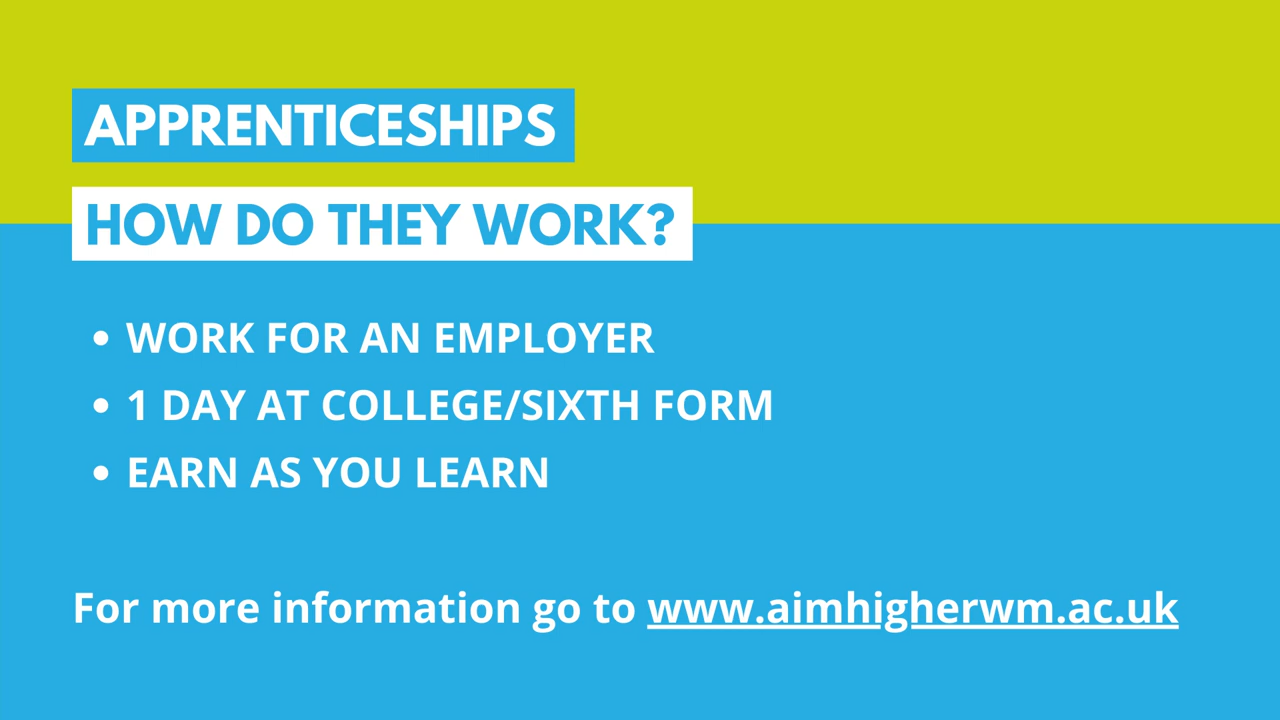 APPRENTICESHIPS
HOW DO THEY WORK?
• WORK FOR AN EMPLOYER
• 1 DAY AT COLLEGE/SIXTH FORM
• EARN AS YOU LEARN
For more information go to www.aimhigherwm.ac.uk